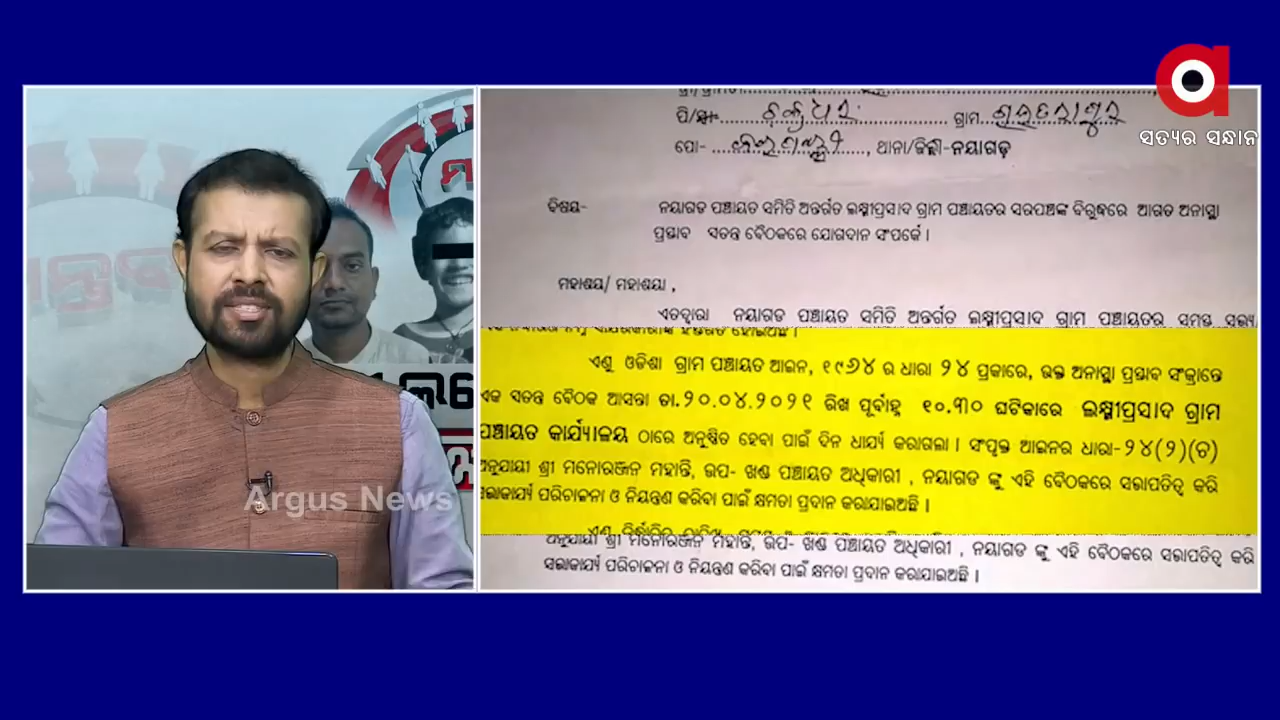 ସତ୍ୟର ସନ୍ଧାନ
Argus News
ପି/ସ୍ୱା................ ଗ୍ରାମ
ପୋ- ................, ଥାନା/ଜିଲ୍ଲା-ନୟାଗଡ଼
ବିଷୟ- ନୟାଗଡ ପଞ୍ଚାୟତ ସମିତି ଅନ୍ତର୍ଗତ ଲକ୍ଷ୍ମୀପ୍ରସାଦ ଗ୍ରାମ ପଞ୍ଚାୟତର ସରପଞ୍ଚଙ୍କ ବିରୁଦ୍ଧରେ ଆଗତ ଅନାସ୍ଥା
ପ୍ରସ୍ତାବ ସତନ୍ତ ବୈଠକରେ ଯୋଗଦାନ ସଂପର୍କେ ।
ମହାଶୟ/ ମହାଶୟା ,
ଏତଦ୍ୱାରା ନୟାଗଡ ପଞ୍ଚାୟତ ସମିତି ଅନ୍ତର୍ଗତ ଲକ୍ଷ୍ମୀପ୍ରସାଦ ଗ୍ରାମ ପଞ୍ଚାୟତର ସମସ୍ତ ସଭ୍ୟ
ଏଣୁ ଓଡିଶା ଗ୍ରାମ ପଞ୍ଚାୟତ ଆଇନ, ୧୯୬୪ ର ଧାରା ୨୪ ପ୍ରକାରେ, ଉକ୍ତ ଅନାସ୍ଥା ପ୍ରସ୍ତାବ ସଂକ୍ରାନ୍ତେ
ଏକ ସତନ୍ତ ବୈଠକ ଆସନ୍ତା ତା.୨୦.୦୪.୨୦୨୧ ରିଖ ପୂର୍ବାହ୍ନ ୧୦.୩୦ ଘଟିକାରେ ଲକ୍ଷ୍ମୀପ୍ରସାଦ ଗ୍ରାମ
ପଞ୍ଚାୟତ କାର୍ଯ୍ୟାଳୟ ଠାରେ ଅନୁଷ୍ଠିତ ହେବା ପାଇଁ ଦିନ ଧାର୍ଯ୍ୟ କରାଗଲା । ସଂପୃକ୍ତ ଆଇନର ଧାରା-୨୪(୨)(ଚ)
ଅନୁଯାୟୀ ଶ୍ରୀ ମନୋରଞ୍ଜନ ମହାନ୍ତି, ଉପ- ଖଣ୍ଡ ପଞ୍ଚାୟତ ଅଧିକାରୀ , ନୟାଗଡ ଙ୍କୁ ଏହି ବୈଠକରେ ସଭାପତିତ୍ୱ କରି
ସଭାକାର୍ଯ୍ୟ ପରିଚାଳନା ଓ ନିୟନ୍ତ୍ରଣ କରିବା ପାଇଁ କ୍ଷମତା ପ୍ରଦାନ କରାଯାଇଅଛି ।
ଅନୁଯାୟୀ ଶ୍ରୀ ମନୋରଞ୍ଜନ ମହାନ୍ତି, ଉପ- ଖଣ୍ଡ ପଞ୍ଚାୟତ ଅଧିକାରୀ , ନୟାଗଡ ଙ୍କୁ ଏହି ବୈଠକରେ ସଭାପତିତ୍ୱ କରି
ସଭାକାର୍ଯ୍ୟ ପରିଚାଳନା ଓ ନିୟନ୍ତ୍ରଣ କରିବା ପାଇଁ କ୍ଷମତା ପ୍ରଦାନ କରାଯାଇଅଛି ।